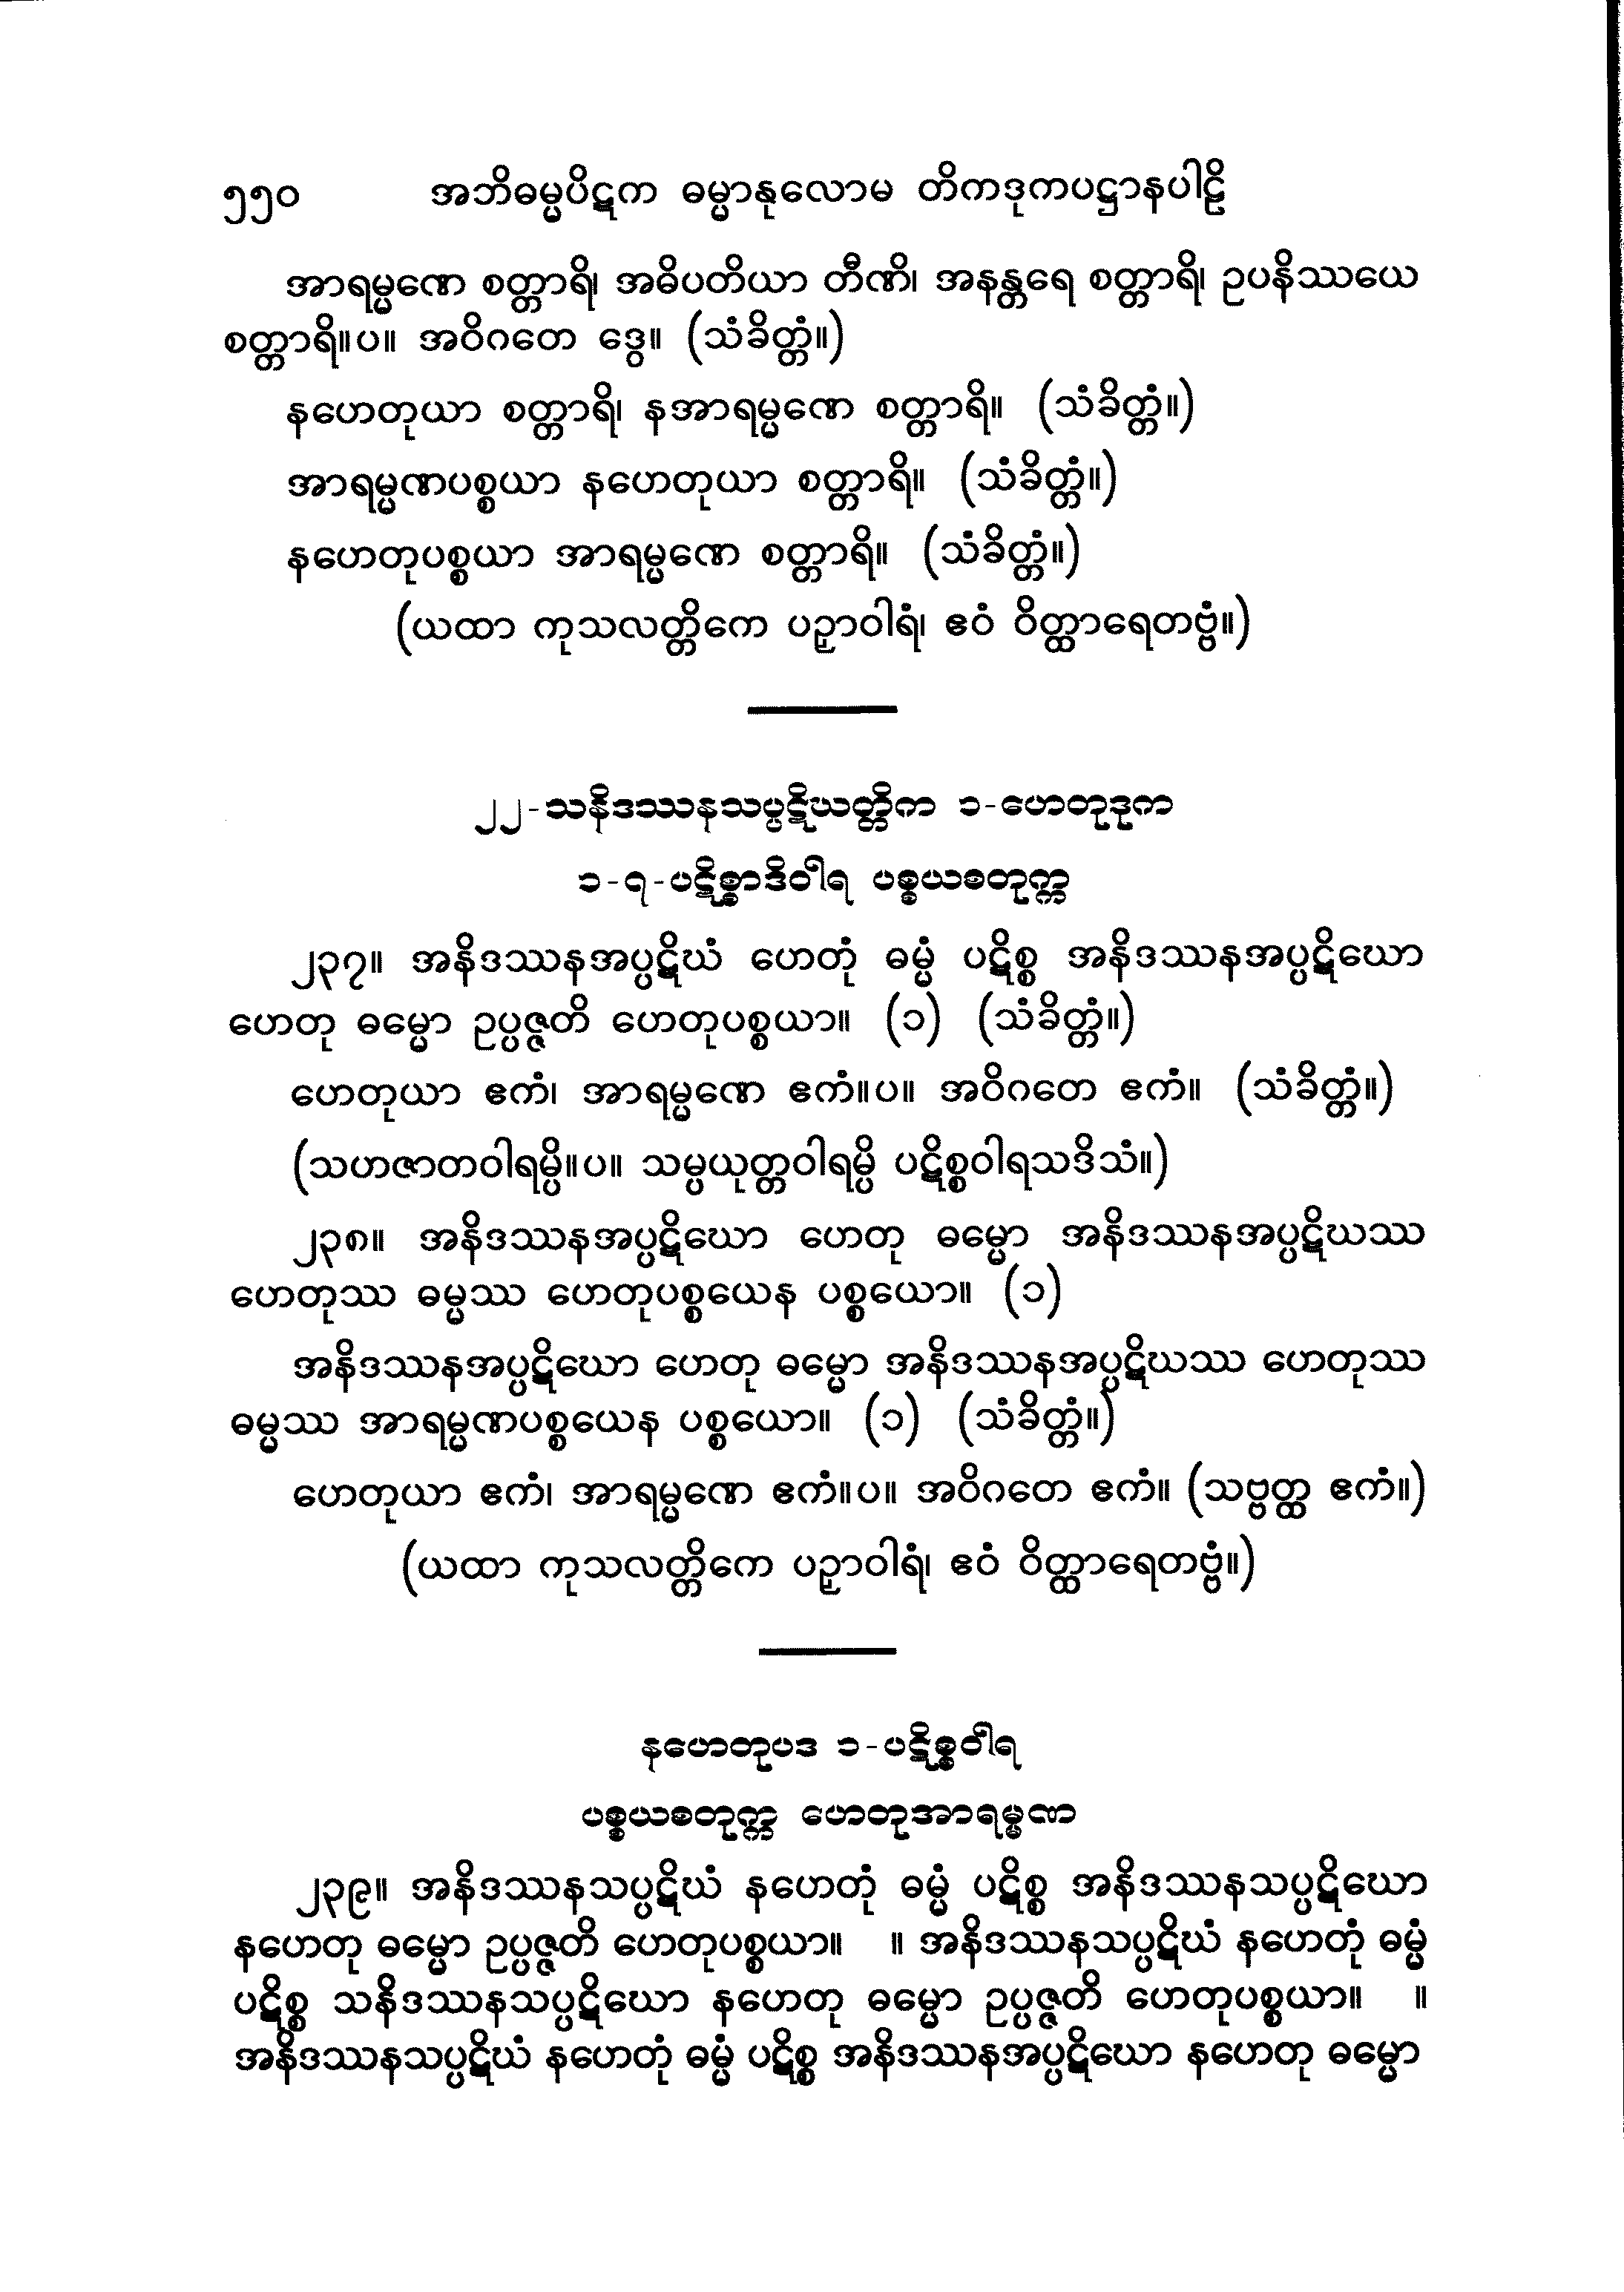 ၅၅၀ အဘိဓမ္မပိဋက ဓမ္မာနုလောမ တိကဒုကပဋ္ဌာနပါဠိ
အာရမ္မဏေ စတ္တာရိ၊ အဓိပတိယာ တီဏိ၊ အနန္တရေ စတ္တာရိ၊ ဥပနိဿယေ
စတ္တာရိ။ပ။ အဝိဂတေ ဒွေ။ (သံခိတ္တံ။)
နဟေတုယာ စတ္တာရိ၊ နအာရမ္မဏေ စတ္တာရိ။ (သံခိတ္တံ။)
အာရမ္မဏပစ္စယာ နဟေတုယာ စတ္တာရိ။ (သံခိတ္တံ။)
နဟေတုပစ္စယာ အာရမ္မဏေ စတ္တာရိ။ (သံခိတ္တံ။)
(ယထာ ကုသလတ္တိကေ ပဉှာဝါရံ၊ ဧဝံ ဝိတ္ထာရေတဗ္ဗံ။)
၂၂-သနိဒဿနသပ္ပဋိဃတ္တိက ၁-ဟေတုဒုက
၁-၇-ပဋိစ္စာဒိဝါရ ပစ္စယစတုက္က
၂၃၇။ အနိဒဿနအပ္ပဋိဃံ ဟေတုံ ဓမ္မံ ပဋိစ္စ အနိဒဿနအပ္ပဋိဃော
ဟေတု ဓမ္မော ဥပ္ပဇ္ဇတိ ဟေတုပစ္စယာ။ (၁) (သံခိတ္တံ။)
ဟေတုယာ ဧကံ၊ အာရမ္မဏေ ဧကံ။ပ။ အဝိဂတေ ဧကံ။ (သံခိတ္တံ။)
(သဟဇာတဝါရမ္ပိ။ပ။ သမ္ပယုတ္တဝါရမ္ပိ ပဋိစ္စဝါရသဒိသံ။)
၂၃၈။ အနိဒဿနအပ္ပဋိဃော ဟေတု ဓမ္မော အနိဒဿနအပ္ပဋိဃဿ
ဟေတုဿ ဓမ္မဿ ဟေတုပစ္စယေန ပစ္စယော။ (၁)
အနိဒဿနအပ္ပဋိဃော ဟေတု ဓမ္မော အနိဒဿနအပ္ပဋိဃဿ ဟေတုဿ
ဓမ္မဿ အာရမ္မဏပစ္စယေန ပစ္စယော။ (၁) (သံခိတ္တံ။)
ဟေတုယာ ဧကံ၊ အာရမ္မဏေ ဧကံ။ပ။ အဝိဂတေ ဧကံ။ (သဗ္ဗတ္ထ ဧကံ။)
(ယထာ ကုသလတ္တိကေ ပဉှာဝါရံ၊ ဧဝံ ဝိတ္ထာရေတဗ္ဗံ။)
နဟေတုပဒ ၁-ပဋိစ္စဝါရ
ပစ္စယစတုက္က ဟေတုအာရမ္မဏ
၂၃၉။ အနိဒဿနသပ္ပဋိဃံ နဟေတုံ ဓမ္မံ ပဋိစ္စ အနိဒဿနသပ္ပဋိဃော
နဟေတု ဓမ္မော ဥပ္ပဇ္ဇတိ ဟေတုပစ္စယာ။ ။ အနိဒဿနသပ္ပဋိဃံ နဟေတုံ ဓမ္မံ
ပဋိစ္စ သနိဒဿနသပ္ပဋိဃော နဟေတု ဓမ္မော ဥပ္ပဇ္ဇတိ ဟေတုပစ္စယာ။ ။
အနိဒဿနသပ္ပဋိဃံ နဟေတုံ ဓမ္မံ ပဋိစ္စ အနိဒဿနအပ္ပဋိဃော နဟေတု ဓမ္မော